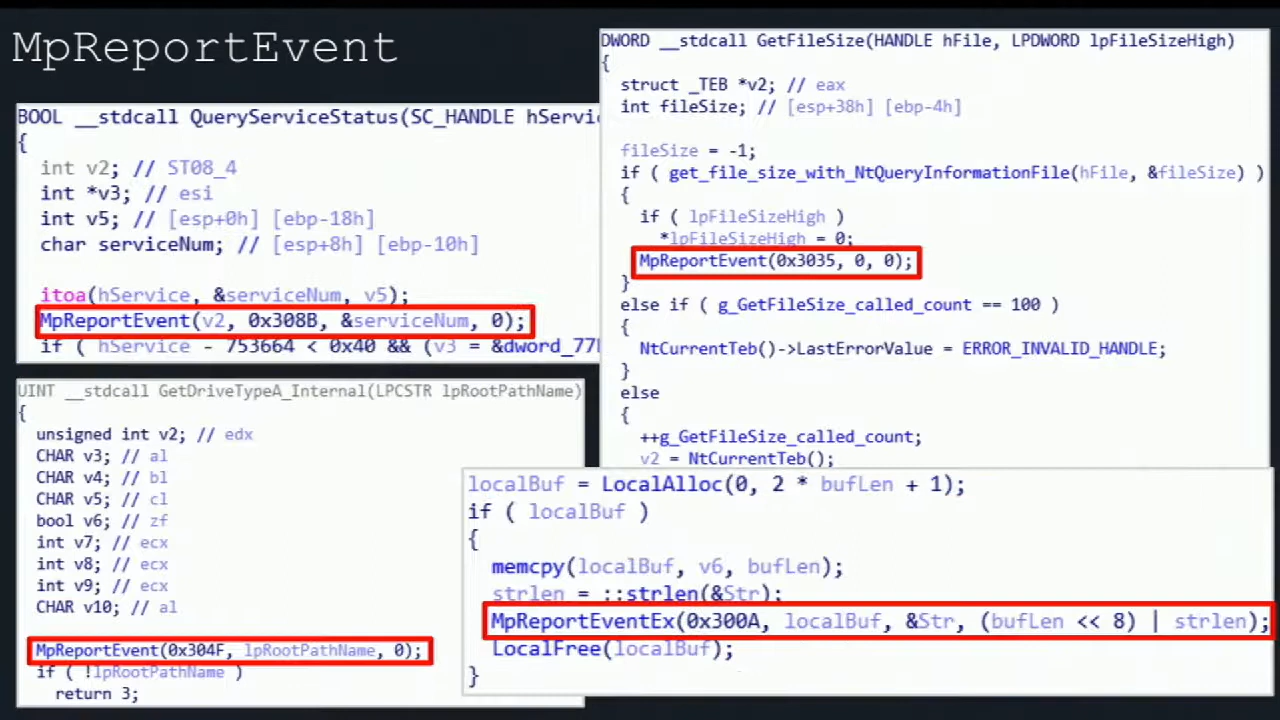 MpReportEvent
BOOL __stdcall QueryServiceStatus(SC_HANDLE hServic
{
int v2; // ST08_4
int *v3; // esi
int v5; // [esp+0h] [ebp-18h]
char serviceNum; // [esp+8h] [ebp-10h]
itoa(hService, &serviceNum, v5);
MpReportEvent(v2, 0x308B, &serviceNum, 0);
if ( hService - 753664 < 0x40 && (v3 = &dword_77
UINT __stdcall GetDriveTypeA_Internal(LPCSTR lpRootPathName)
{
unsigned int v2; // edx
CHAR v3; // al
CHAR v4; // bl
CHAR v5; // cl
bool v6; // zf
int v7; // ecx
int v8; // ecx
int v9; // ecx
CHAR v10; // al
MpReportEvent(0x304F, lpRootPathName, 0);
if ( !lpRootPathName )
return 3;
DWORD __stdcall GetFileSize(HANDLE hFile, LPDWORD lpFileSizeHigh)
{
struct _TEB *v2; // eax
int fileSize; // [esp+38h] [ebp-4h]
fileSize = -1;
if ( get_file_size_with_NtQueryInformationFile(hFile, &fileSize) )
{
if ( lpFileSizeHigh )
*lpFileSizeHigh = 0;
MpReportEvent(0x3035, 0, 0);
}
else if ( g_GetFileSize_called_count == 100 )
{
NtCurrentTeb()->LastErrorValue = ERROR_INVALID_HANDLE;
}
else
{
++g_GetFileSize_called_count;
v2 = NtCurrentTeb();
localBuf = LocalAlloc(0, 2 * bufLen + 1);
if ( localBuf )
{
memcpy(localBuf, v6, bufLen);
strlen = ::strlen(&Str);
MpReportEventEx(0x300A, localBuf, &Str, (bufLen << 8) | strlen);
LocalFree(localBuf);
}